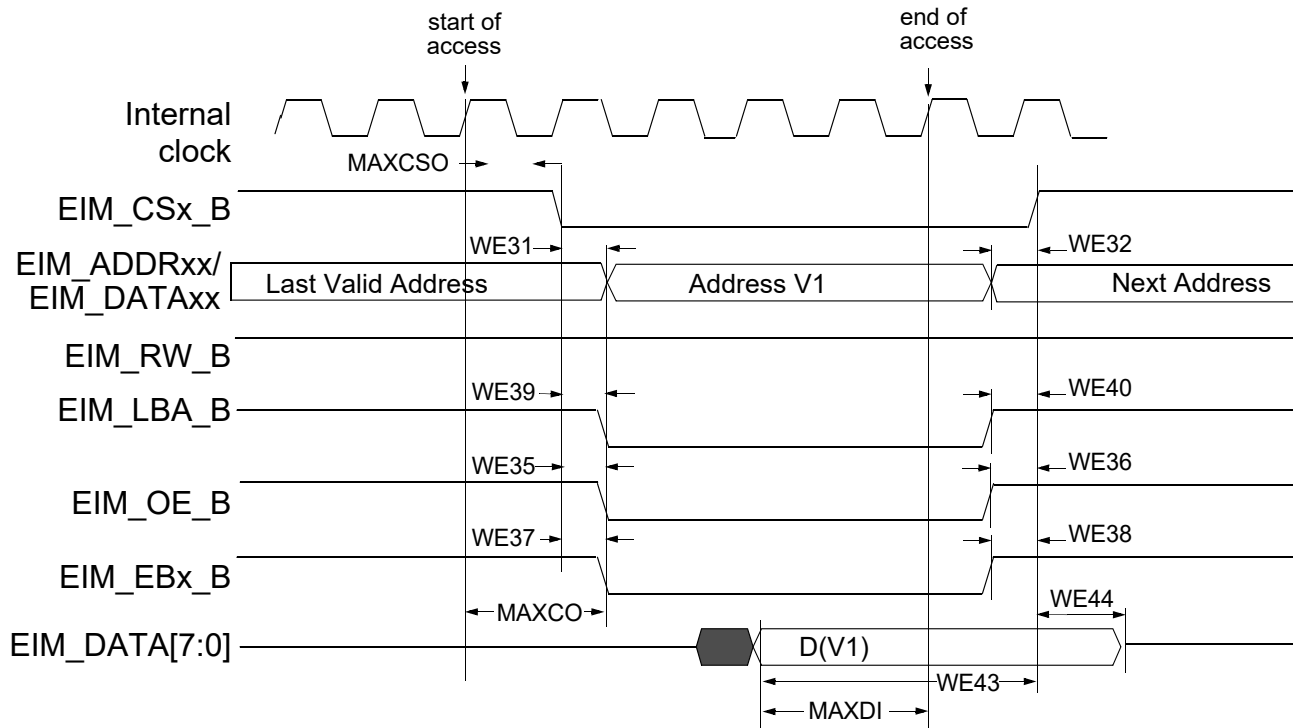 start of
access
end of
access
Internal
clock
MAXCSO
EIM_CSx_B
WE31
WE32
EIM_ADDRxx/
EIM_DATAxx
Last Valid Address
Address V1
Next Address
EIM_RW_B
WE39
WE40
EIM_LBA_B
WE35
WE36
EIM_OE_B
WE37
WE38
EIM_EBx_B
WE44
MAXCO
EIM_DATA[7:0]
D(V1)
WE43
MAXDI